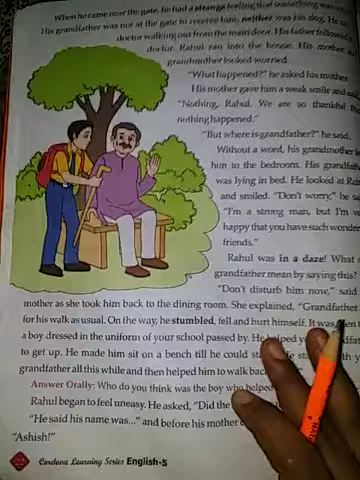 When he came near the gate, he had a strange feeling that something was
His grandfather was not at the gate to receive him, neither was his dog. He sa
doctor walking out from the main door. His father followed
doctor. Rahul ran into the house. His mother
grandmother looked worried.
"What happened?" he asked his mother.
His mother gave him a weak smile and sai
"Nothing, Rahul. We are so thankful tha
nothing happened."
"But where is grandfather?" he said.
Without a word, his grandmother le
him to the bedroom. His grandfath
was lying in bed. He looked at Rah
and smiled. "Don't worry," he sa
"I'm a strong man, but I'm v
happy that you have such wonder
friends."
Rahul was in a daze! What
grandfather mean by saying this?
"Don't disturb him now," said
mother as she took him back to the dining room. She explained, "Grandfather
for his walk as usual. On the way, he stumbled, fell and hurt himself. It was
a boy dressed in the uniform of your school passed by. He helped
to get up. He made him sit on a bench till he could
grandfather all this while and then helped him to walk
Answer Orally: Who do you think was the boy who helped
Rahul began to feel uneasy. He asked, "Did the
"He said his name was..." and before his mother
"Ashish!"
Cordova Learning Series English-5